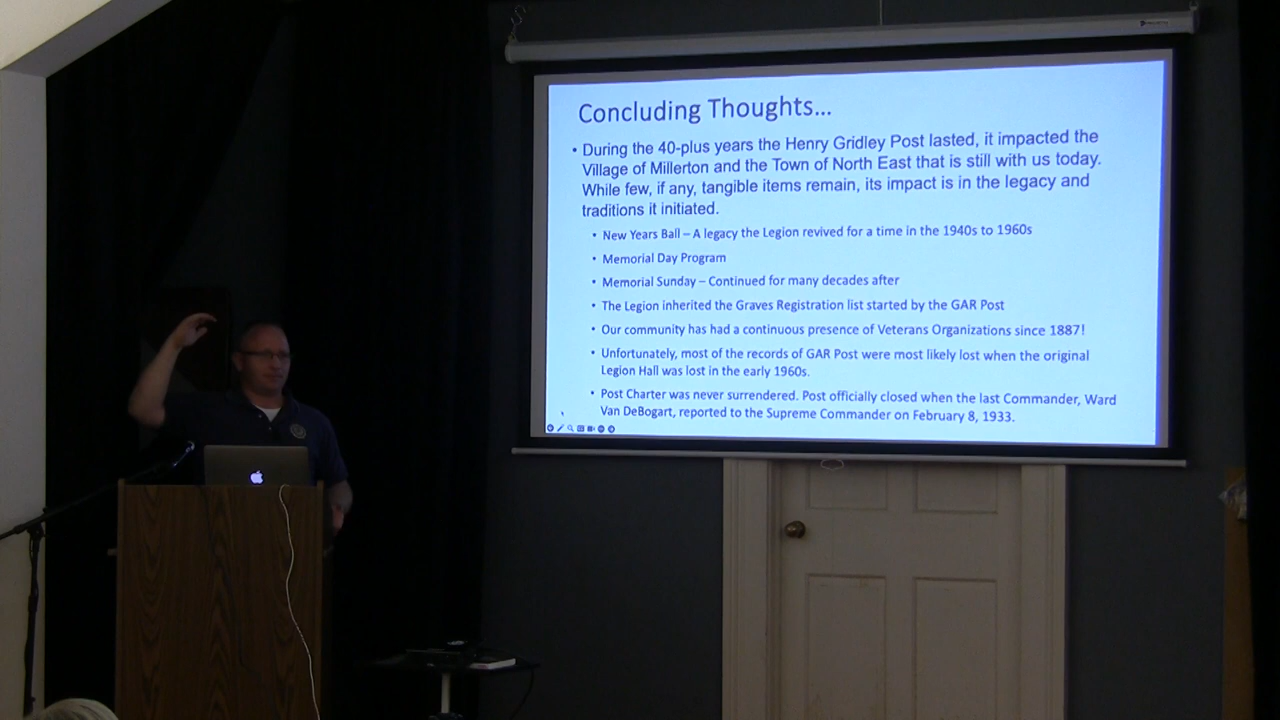 Concluding Thoughts...
• During the 40-plus years the Henry Gridley Post lasted, it impacted the
Village of Millerton and the Town of North East that is still with us today.
While few, if any, tangible items remain, its impact is in the legacy and
traditions it initiated.
• New Years Ball – A legacy the Legion revived for a time in the 1940s to 1960s
• Memorial Day Program
• Memorial Sunday – Continued for many decades after
• The Legion inherited the Graves Registration list started by the GAR Post
• Our community has had a continuous presence of Veterans Organizations since 1887!
• Unfortunately, most of the records of GAR Post were most likely lost when the original
Legion Hall was lost in the early 1960s.
• Post Charter was never surrendered. Post officially closed when the last Commander, Ward
Van DeBogart, reported to the Supreme Commander on February 8, 1933.